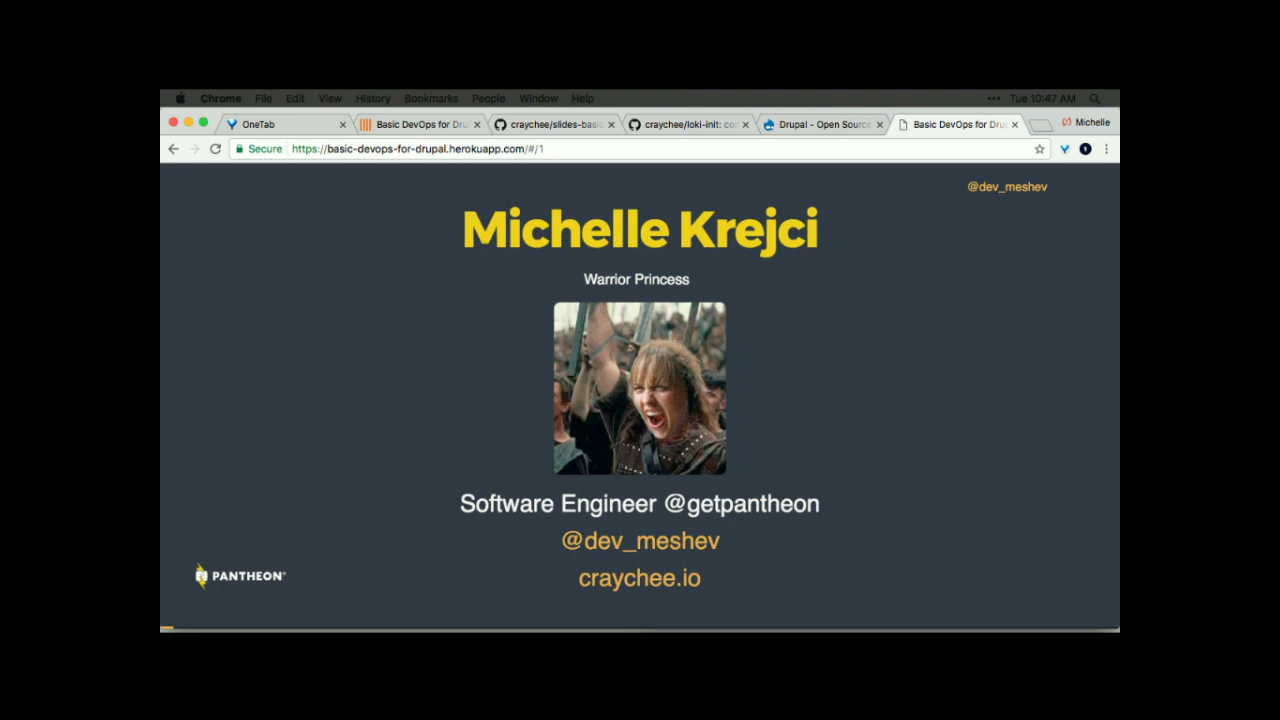 Chrome File Edit View History Bookmarks People Window Help ••• Tue 10:47 AM
OneTab Basic DevOps for Dru craychee/slides-basic craychee/loki-init: con Drupal - Open Source Basic DevOps for Dru Michelle
Secure https://basic-devops-for-drupal.herokuapp.com/#/1
@dev_meshev
Michelle Krejci
Warrior Princess
Software Engineer @getpantheon
@dev_meshev
craychee.io
PANTHEON®